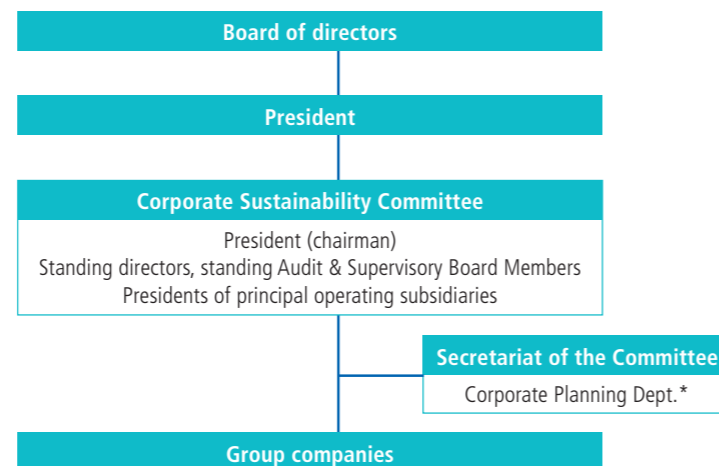 Board of directors
President
Corporate Sustainability Committee
President (chairman)
Standing directors, standing Audit & Supervisory Board Members
Presidents of principal operating subsidiaries
Secretariat of the Committee
Corporate Planning Dept.*
Group companies